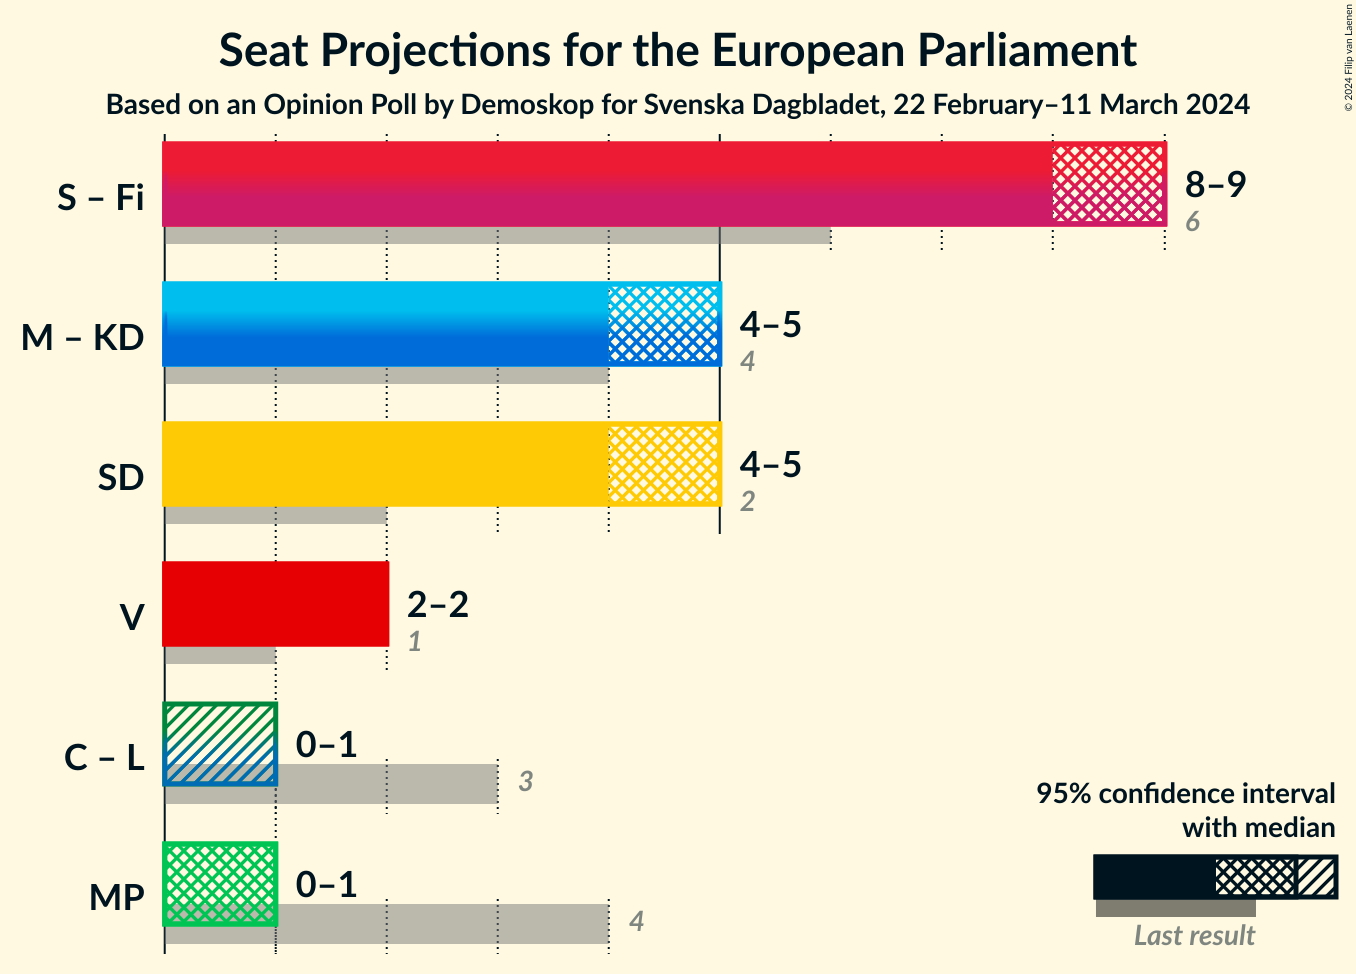 Seat Projections for the European Parliament
Based on an Opinion Poll by Demoskop for Svenska Dagbladet, 22 February–11 March 2024
© 2024 Filip van Laenen
S – Fi
8–9
6
M – KD
4–5
4
SD
4–5
2
V
2–2
1
C – L
0–1
3
MP
0–1
4
95% confidence interval
with median
Last result